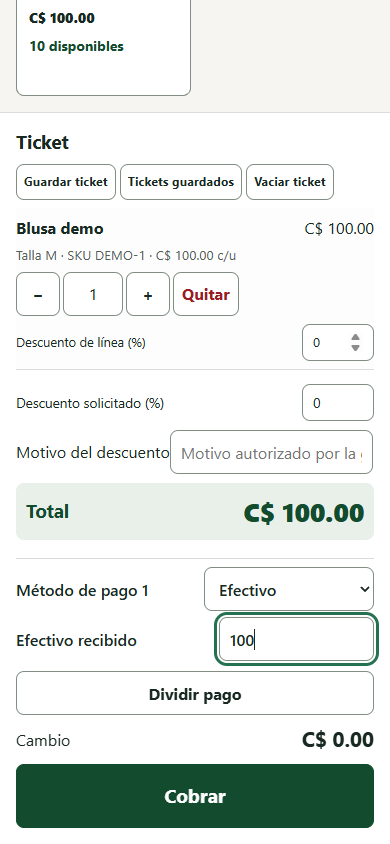 C$ 100.00
10 disponibles
Ticket
Guardar ticket Tickets guardados Vaciar ticket
Blusa demo C$ 100.00
Talla M · SKU DEMO-1 · C$ 100.00 c/u
– 1 + Quitar
Descuento de línea (%) 0
Descuento solicitado (%) 0
Motivo del descuento Motivo autorizado por la
Total C$ 100.00
Método de pago 1 Efectivo
Efectivo recibido 100
Dividir pago
Cambio C$ 0.00
Cobrar